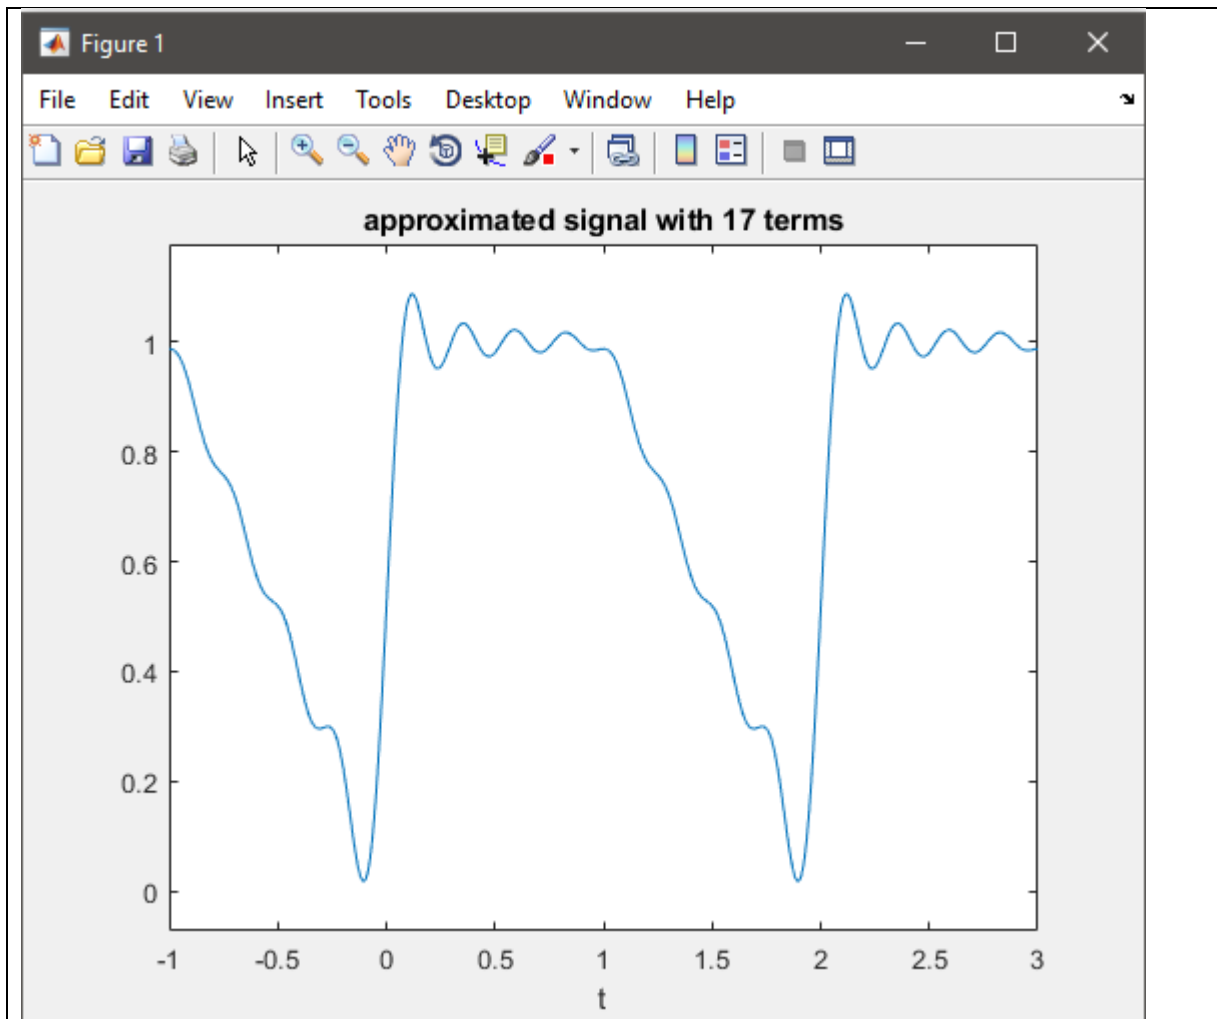 Figure 1
File Edit View Insert Tools Desktop Window Help
approximated signal with 17 terms
1
0.8
0.6
0.4
0.2
0
-1 -0.5 0 0.5 1 1.5 2 2.5 3
t